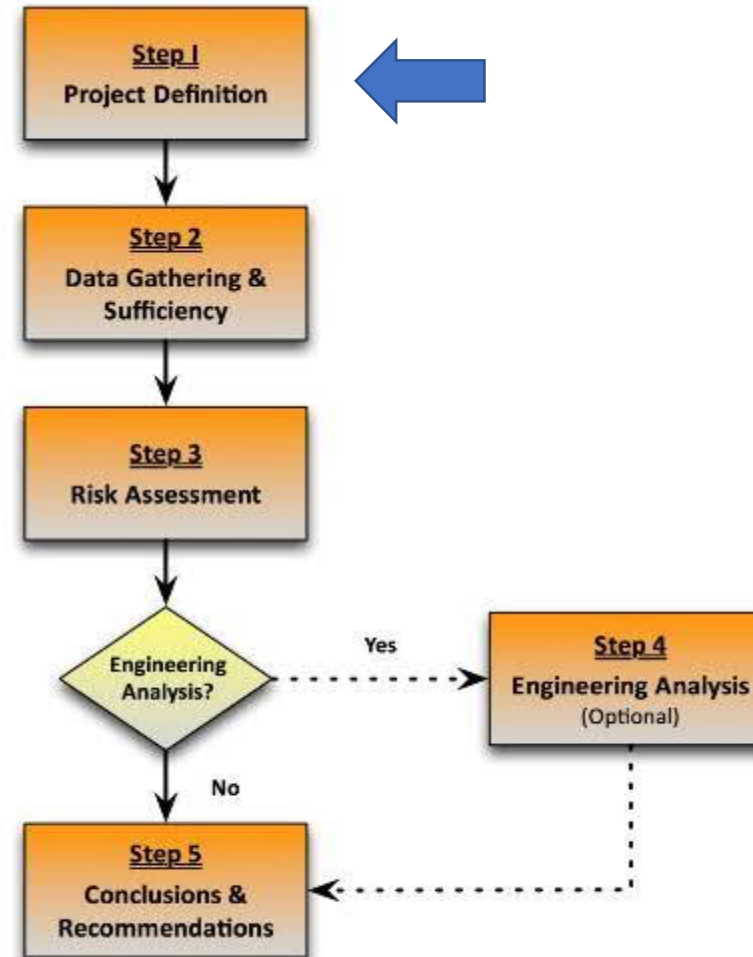 Step I
Project Definition
Step 2
Data Gathering &
Sufficiency
Step 3
Risk Assessment
Engineering
Analysis?
Yes
Step 4
Engineering Analysis
(Optional)
No
Step 5
Conclusions &
Recommendations